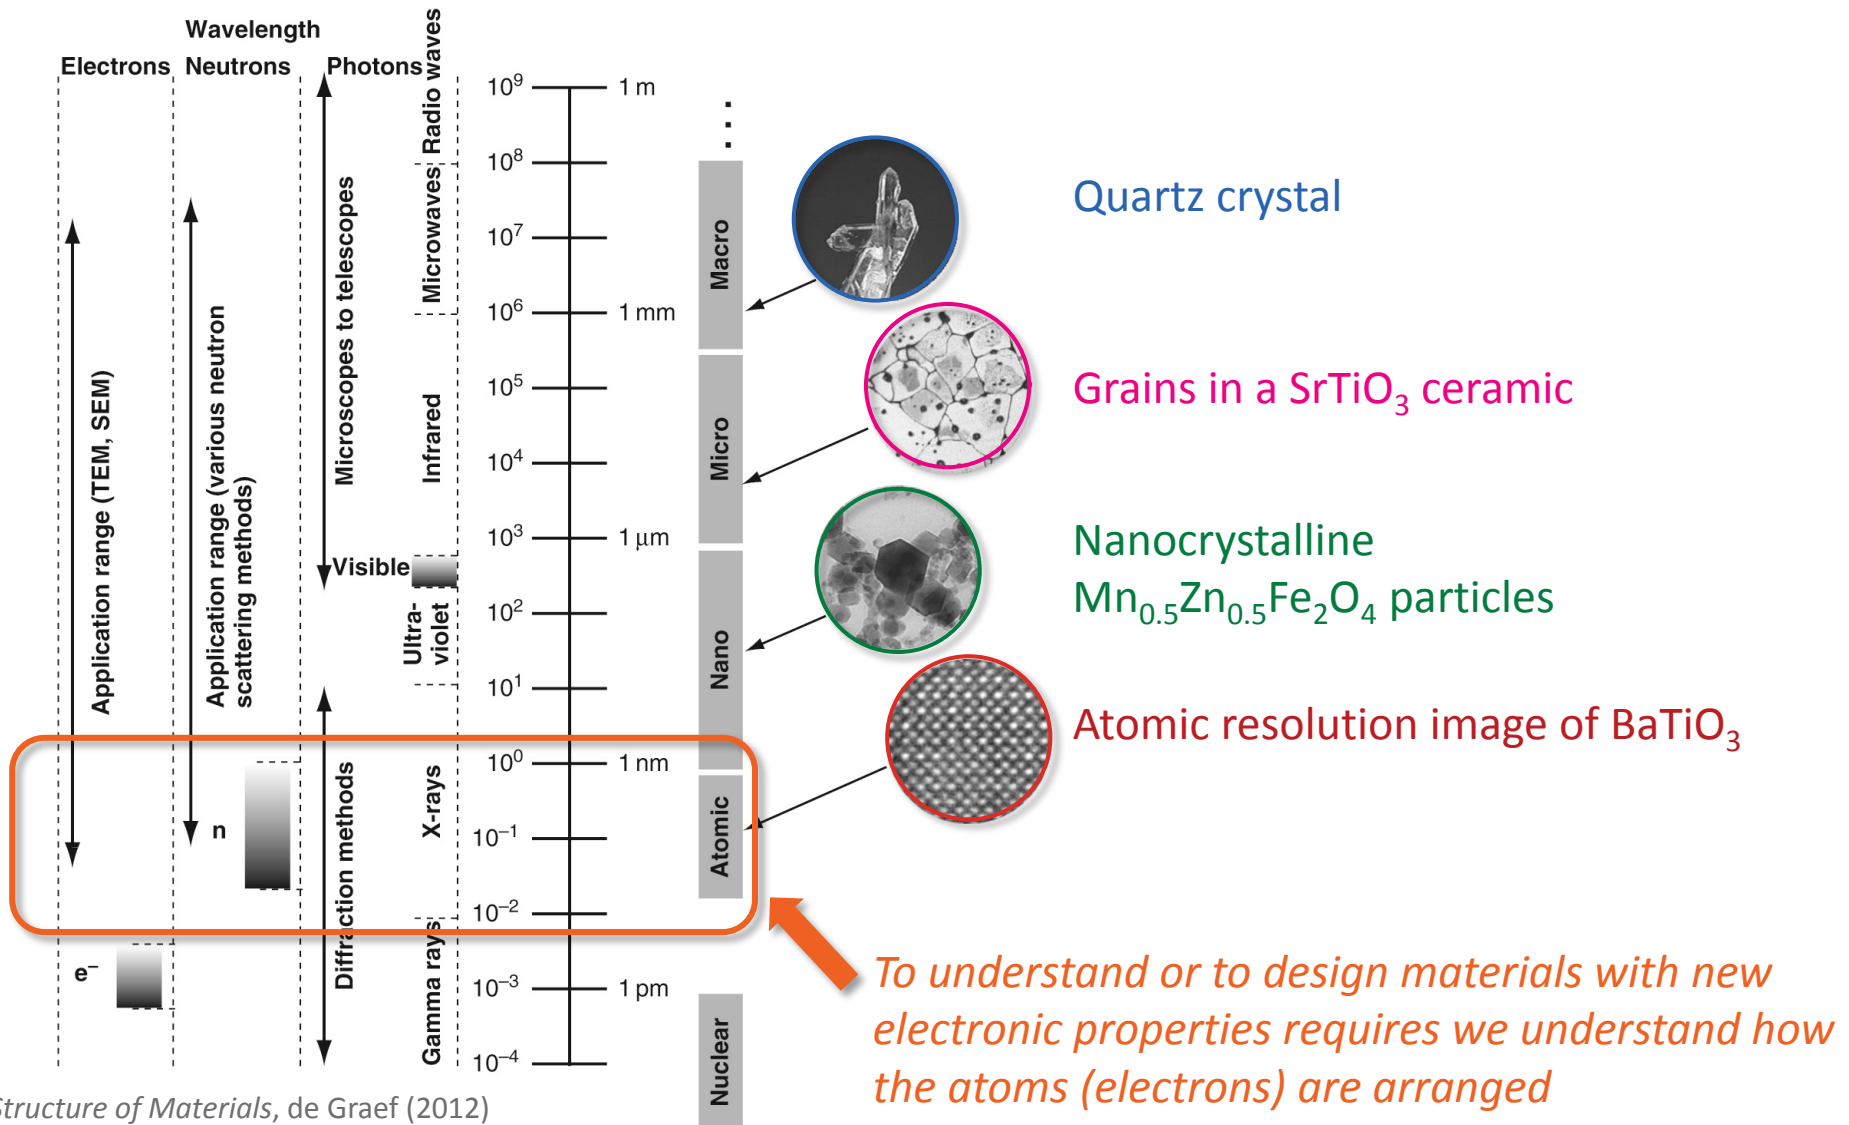 Wavelength
Electrons Neutrons Photons
Radio waves
Microwaves
Infrared
Visible
Ultra-
violet
X-rays
Gamma rays
Application range (TEM, SEM)
Application range (various neutron
scattering methods)
Microscopes to telescopes
Diffraction methods
n
e⁻
10⁹ 1 m
10⁸
10⁷
10⁶ 1 mm
10⁵
10⁴
10³ 1 μm
10²
10¹
10⁰ 1 nm
10⁻¹
10⁻²
10⁻³ 1 pm
10⁻⁴
Macro
Micro
Nano
Atomic
Nuclear
Quartz crystal
Grains in a SrTiO₃ ceramic
Nanocrystalline
Mn₀.₅Zn₀.₅Fe₂O₄ particles
Atomic resolution image of BaTiO₃
To understand or to design materials with new
electronic properties requires we understand how
the atoms (electrons) are arranged
Structure of Materials, de Graef (2012)